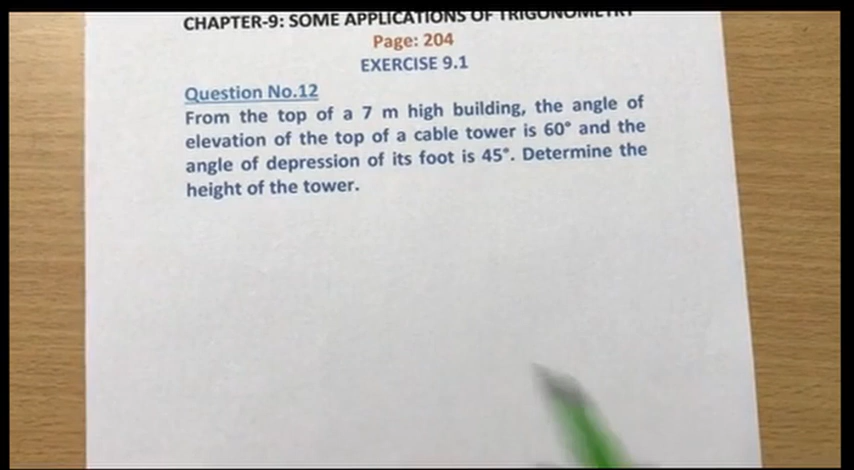 CHAPTER-9: SOME APPLICATIONS OF TRIGONOMETRY
Page: 204
EXERCISE 9.1
Question No.12
From the top of a 7 m high building, the angle of
elevation of the top of a cable tower is 60° and the
angle of depression of its foot is 45°. Determine the
height of the tower.